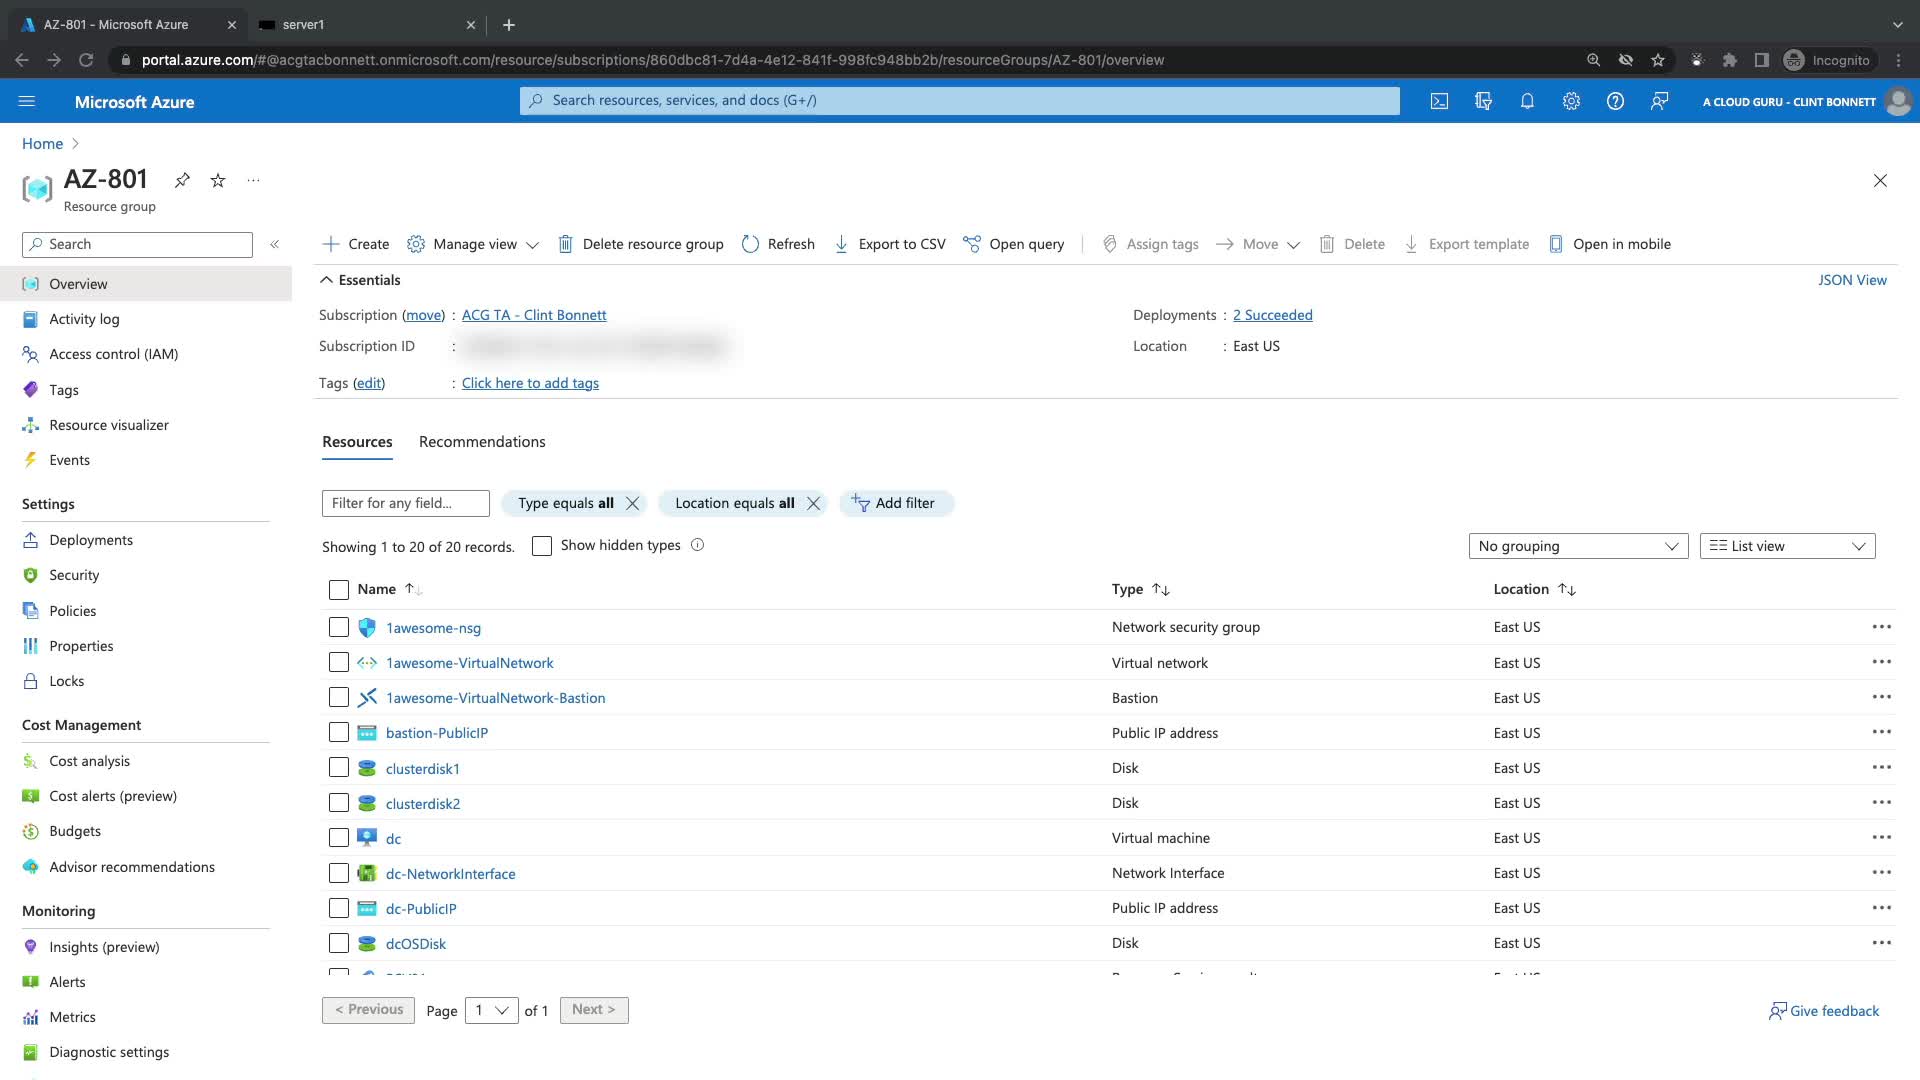 AZ-801 - Microsoft Azure
server1
portal.azure.com/#@acgtacbonnett.onmicrosoft.com/resource/subscriptions/860dbc81-7d4a-4e12-841f-998fc948bb2b/resourceGroups/AZ-801/overview
Incognito
Microsoft Azure
Search resources, services, and docs (G+/)
A CLOUD GURU - CLINT BONNETT
Home
AZ-801
Resource group
Search
Create
Manage view
Delete resource group
Refresh
Export to CSV
Open query
Assign tags
Move
Delete
Export template
Open in mobile
Overview
Activity log
Access control (IAM)
Tags
Resource visualizer
Events
Settings
Deployments
Security
Policies
Properties
Locks
Cost Management
Cost analysis
Cost alerts (preview)
Budgets
Advisor recommendations
Monitoring
Insights (preview)
Alerts
Metrics
Diagnostic settings
Essentials
JSON View
Subscription (move) : ACG TA - Clint Bonnett
Deployments : 2 Succeeded
Subscription ID :
Location : East US
Tags (edit) : Click here to add tags
Resources Recommendations
Filter for any field...
Type equals all
Location equals all
Add filter
Showing 1 to 20 of 20 records.
Show hidden types
No grouping
List view
Name Type Location
1awesome-nsg Network security group East US
1awesome-VirtualNetwork Virtual network East US
1awesome-VirtualNetwork-Bastion Bastion East US
bastion-PublicIP Public IP address East US
clusterdisk1 Disk East US
clusterdisk2 Disk East US
dc Virtual machine East US
dc-NetworkInterface Network Interface East US
dc-PublicIP Public IP address East US
dcOSDisk Disk East US
< Previous
Page 1 of 1
Next >
Give feedback